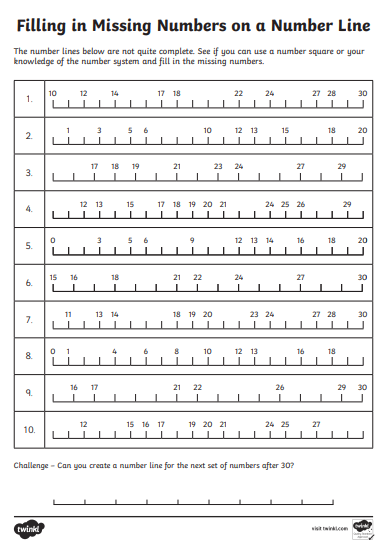 Filling in Missing Numbers on a Number Line
The number lines below are not quite complete. See if you can use a number square or your
knowledge of the number system and fill in the missing numbers.
1. 10 12 14 17 18 22 24 27 28 30
2. 1 3 5 6 10 12 13 15 18 20
3. 17 18 19 21 23 24 27 29
4. 12 13 15 17 18 19 20 21 24 25 26 29
5. 0 3 5 6 9 12 13 14 16 18 20
6. 15 16 18 21 22 24 27 30
7. 11 13 14 18 19 20 23 24 27 28 30
8. 0 1 4 6 8 10 12 13 16 18
9. 16 17 21 22 26 29 30
10. 12 15 16 17 19 20 21 24 25 27
Challenge – Can you create a number line for the next set of numbers after 30?
twinkl
visit twinkl.com
twinkl